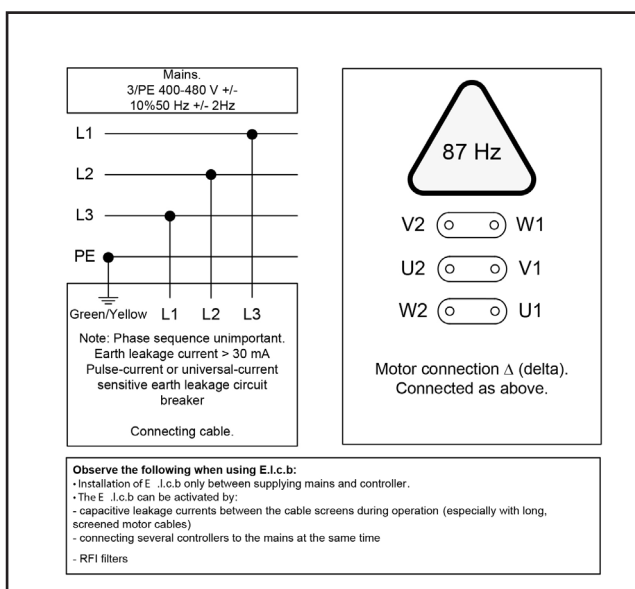 Mains.
3/PE 400-480 V +/-
10%50 Hz +/- 2Hz
L1
L2
L3
PE
Green/Yellow L1 L2 L3
Note: Phase sequence unimportant.
Earth leakage current > 30 mA
Pulse-current or universal-current
sensitive earth leakage circuit
breaker
Connecting cable.
87 Hz
V2 W1
U2 V1
W2 U1
Motor connection Δ (delta).
Connected as above.
Observe the following when using E.l.c.b:
• Installation of E .l.c.b only between supplying mains and controller.
• The E .l.c.b can be activated by:
- capacitive leakage currents between the cable screens during operation (especially with long,
screened motor cables)
- connecting several controllers to the mains at the same time
- RFI filters